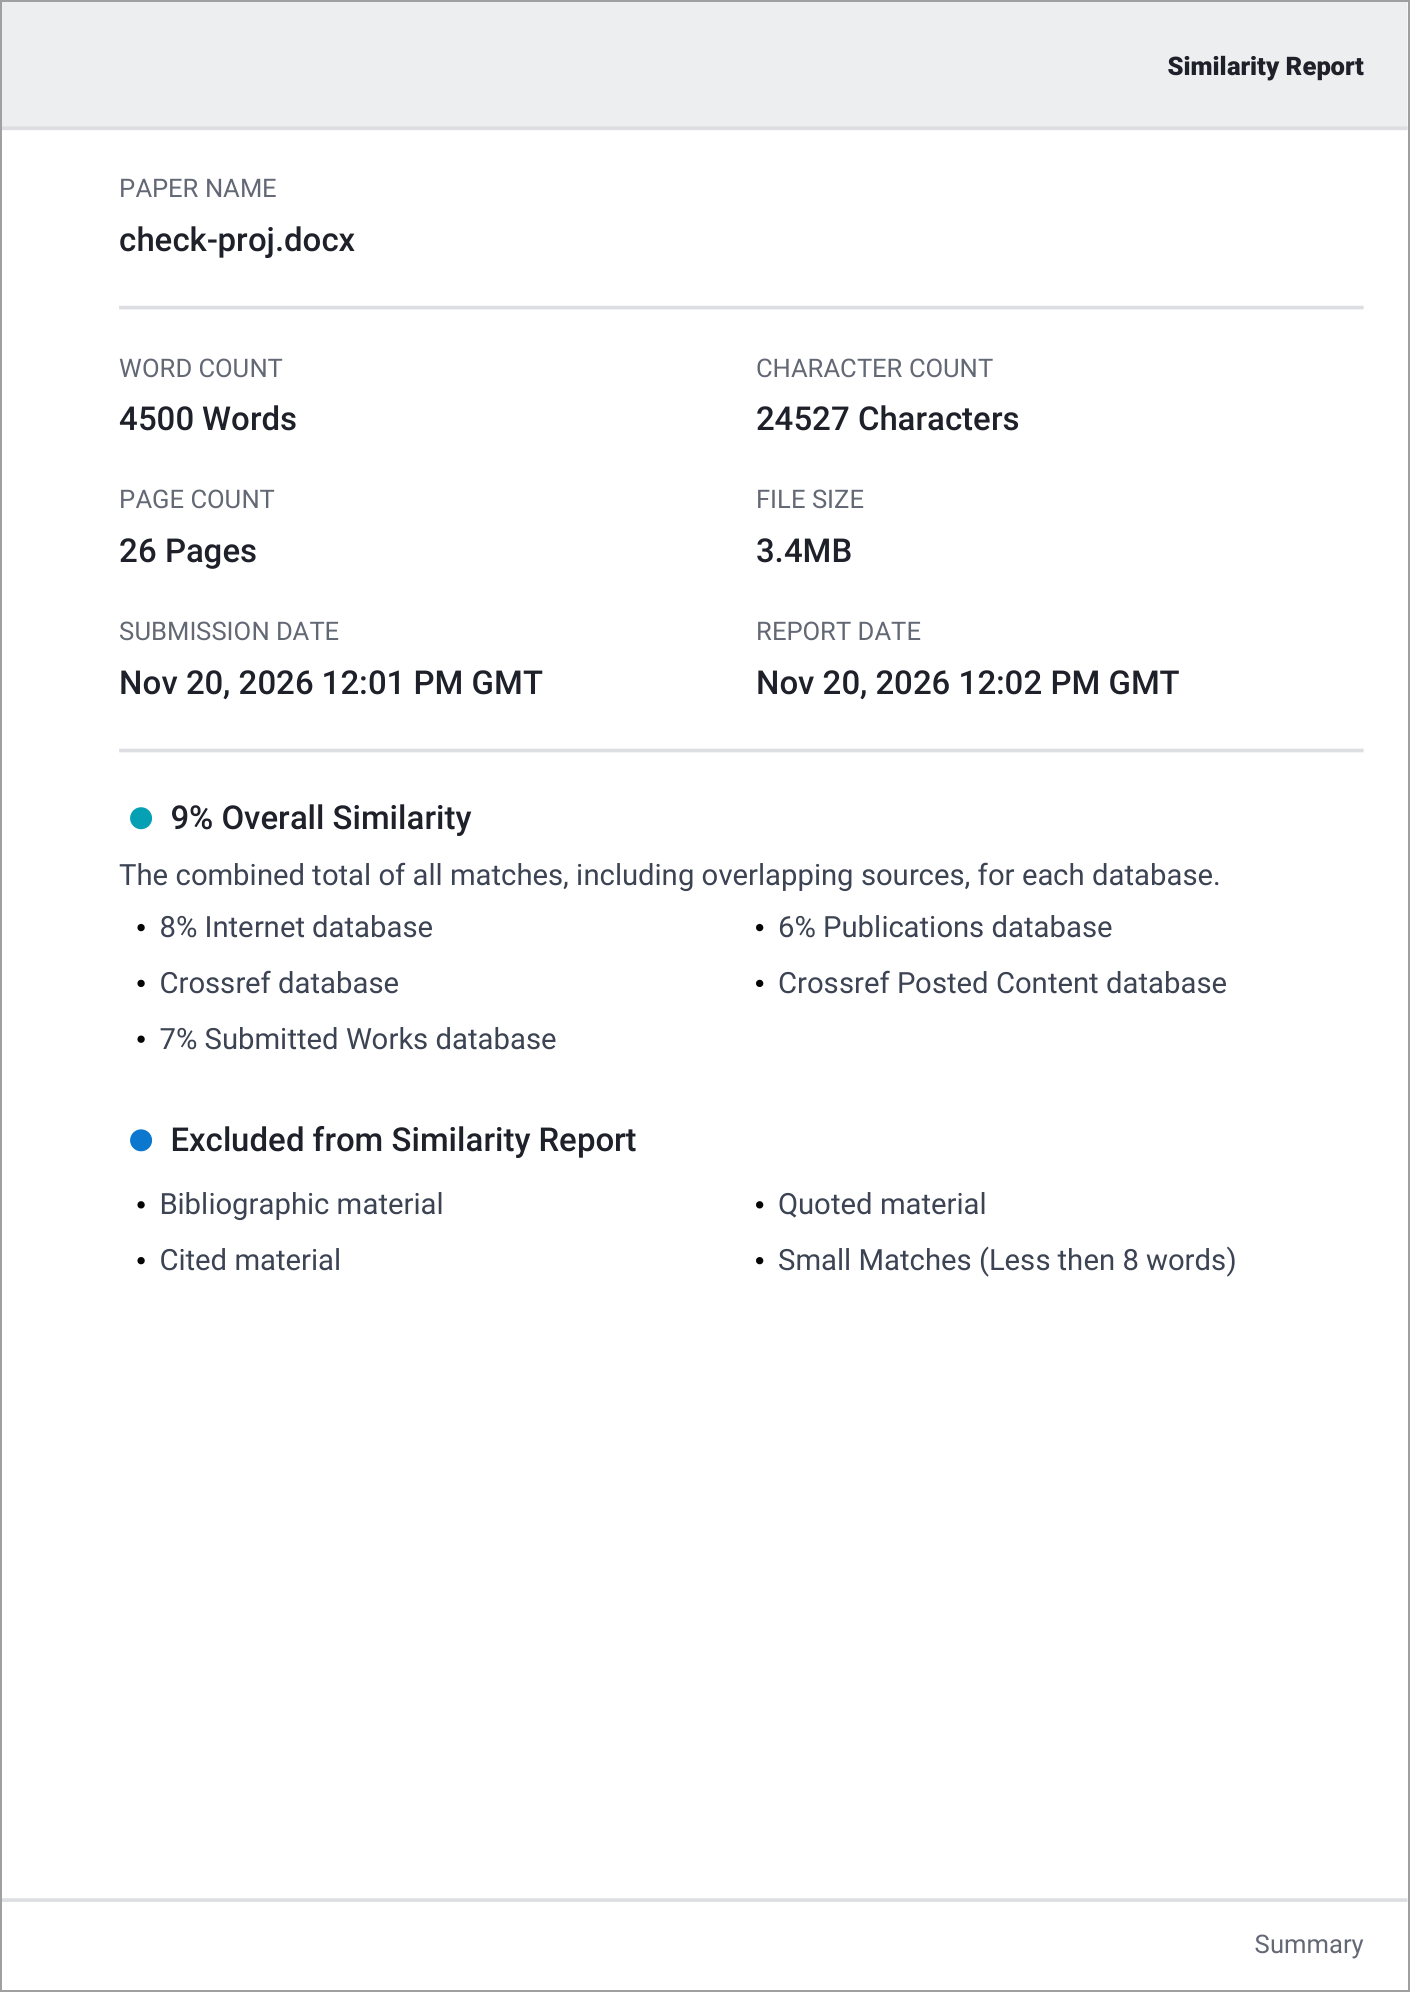 Similarity Report
PAPER NAME
check-proj.docx
WORD COUNT
4500 Words
CHARACTER COUNT
24527 Characters
PAGE COUNT
26 Pages
FILE SIZE
3.4MB
SUBMISSION DATE
Nov 20, 2026 12:01 PM GMT
REPORT DATE
Nov 20, 2026 12:02 PM GMT
9% Overall Similarity
The combined total of all matches, including overlapping sources, for each database.
• 8% Internet database
• 6% Publications database
• Crossref database
• Crossref Posted Content database
• 7% Submitted Works database
Excluded from Similarity Report
• Bibliographic material
• Quoted material
• Cited material
• Small Matches (Less then 8 words)
Summary